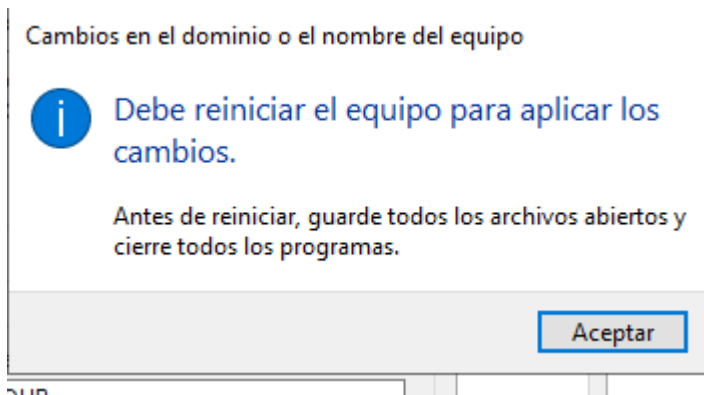 Cambios en el dominio o el nombre del equipo
Debe reiniciar el equipo para aplicar los
cambios.
Antes de reiniciar, guarde todos los archivos abiertos y
cierre todos los programas.
Aceptar